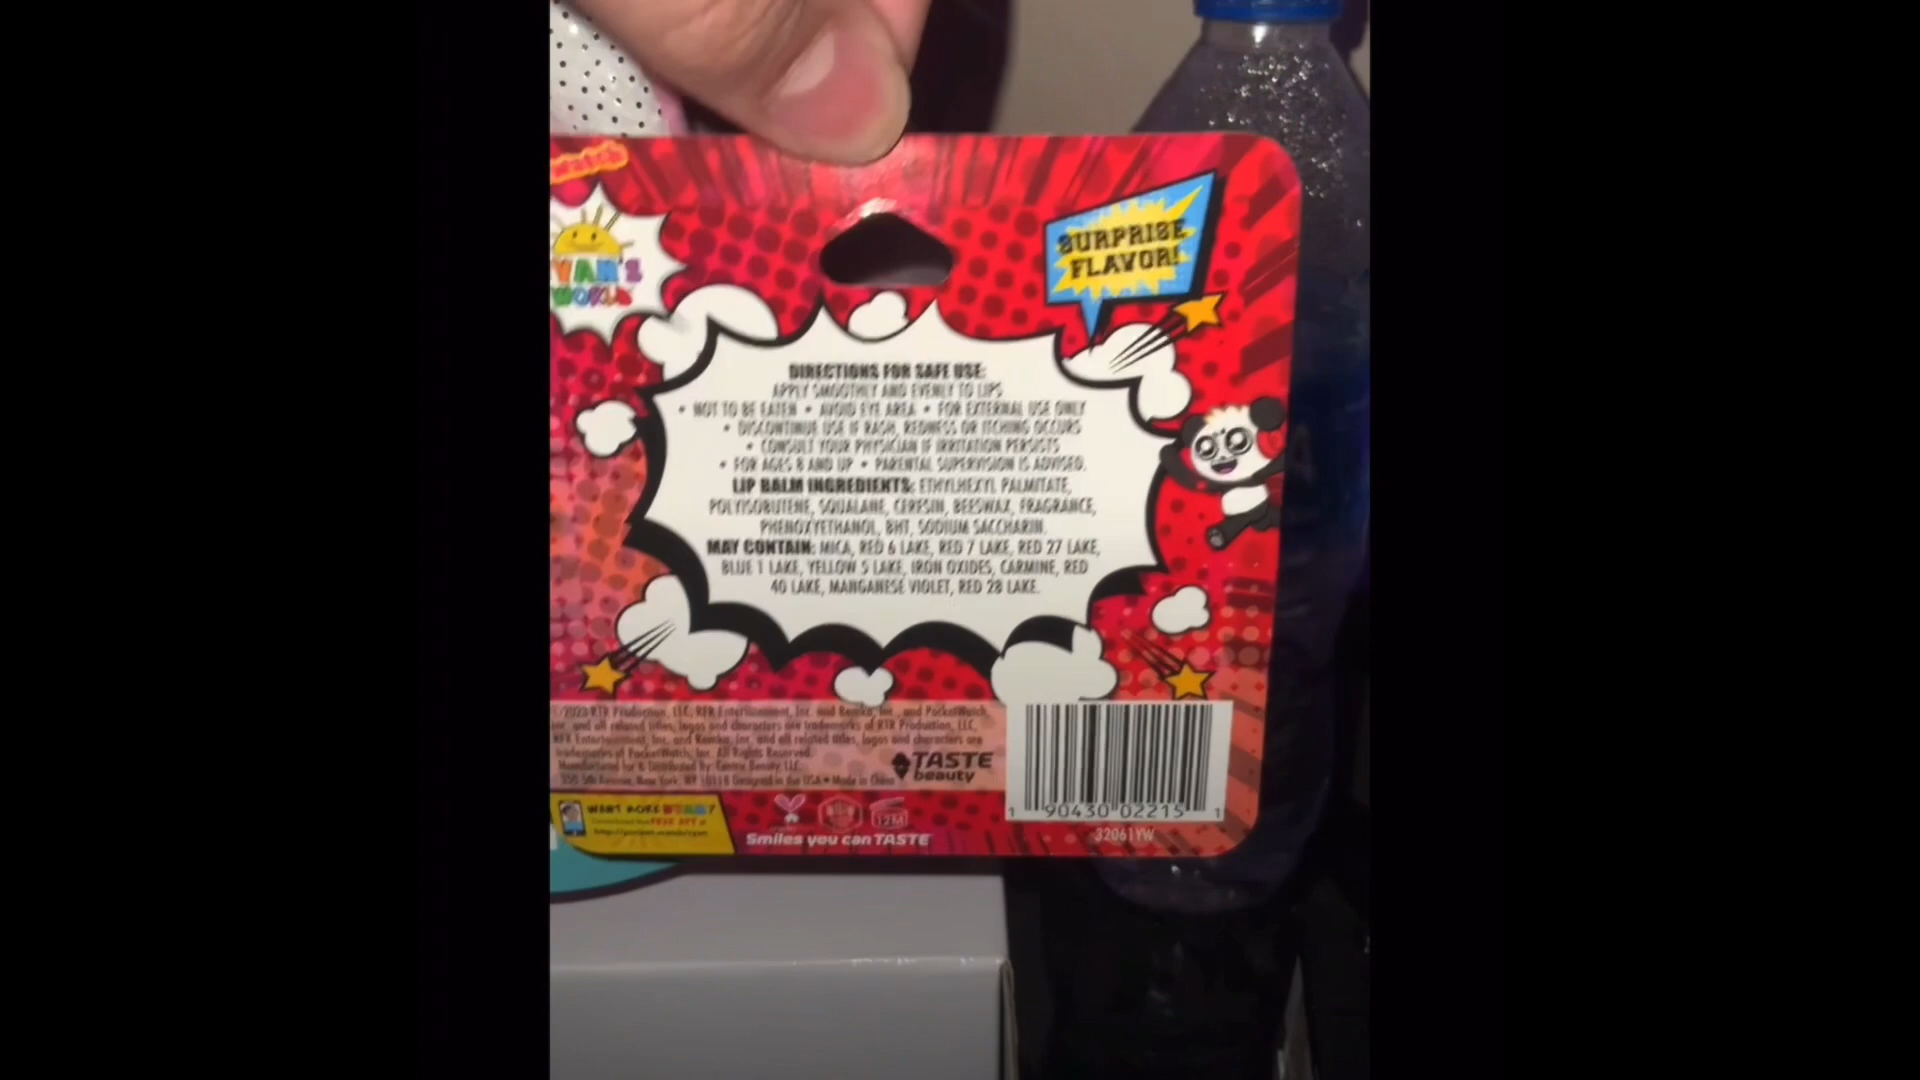 Watch
YAN'S
WORLD
SURPRISE
FLAVOR!
DIRECTIONS FOR SAFE USE:
APPLY SMOOTHLY AND EVENLY TO LIPS
• NOT TO BE EATEN • AVOID EYE AREA • FOR EXTERNAL USE ONLY
• DISCONTINUE USE IF RASH, REDNESS OR ITCHING OCCURS
• CONSULT YOUR PHYSICIAN IF IRRITATION PERSISTS
• FOR AGES 8 AND UP • PARENTAL SUPERVISION IS ADVISED.
LIP BALM INGREDIENTS: ETHYLHEXYL PALMITATE,
POLYISOBUTENE, SQUALANE, CERESIN, BEESWAX, FRAGRANCE,
PHENOXYETHANOL, BHT, SODIUM SACCHARIN.
MAY CONTAIN: MICA, RED 6 LAKE, RED 7 LAKE, RED 27 LAKE,
BLUE 1 LAKE, YELLOW 5 LAKE, IRON OXIDES, CARMINE, RED
40 LAKE, MANGANESE VIOLET, RED 28 LAKE.
RTR Production, LLC, RFR Entertainment, Inc. and Remka, Inc., and PocketWatch,
Inc. and all related titles, logos and characters are trademarks of RTR Production, LLC,
RFR Entertainment, Inc. and Remka, Inc. and all related titles, logos and characters are
trademarks of PocketWatch, Inc. All Rights Reserved.
Manufactured for & Distributed by: Centric Beauty LLC.
5th Avenue, New York, NY 10118 Designed in the USA • Made in China
TASTE
beauty
WANT MORE RYAN?
12M
Smiles you can TASTE
1 90430 02215 1
32061YW